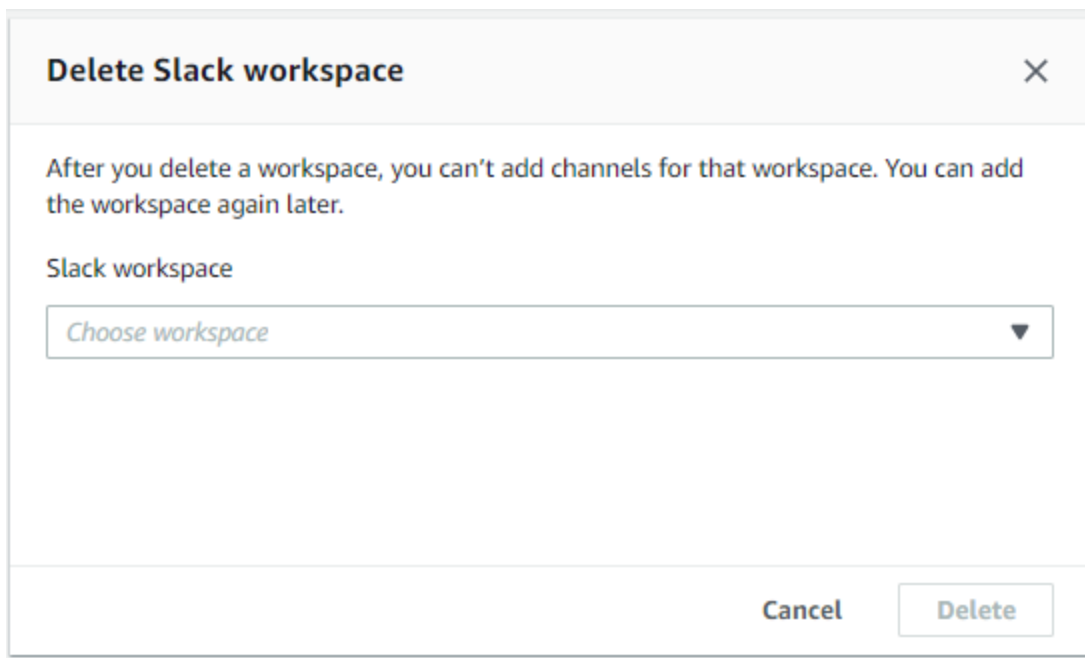 Delete Slack workspace
After you delete a workspace, you can’t add channels for that workspace. You can add
the workspace again later.
Slack workspace
Choose workspace
Cancel
Delete